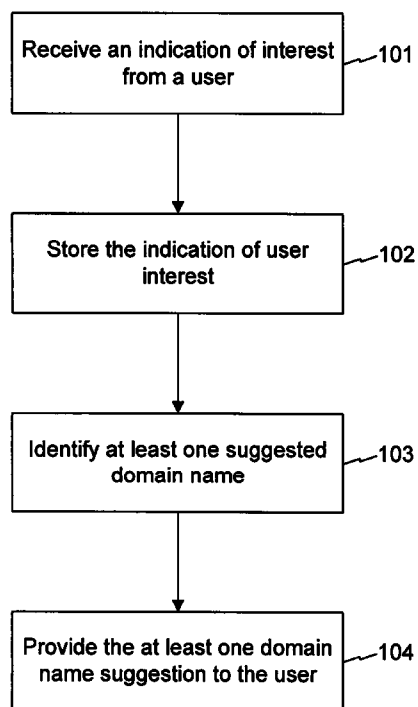 Receive an indication of interest
from a user
101
Store the indication of user
interest
102
Identify at least one suggested
domain name
103
Provide the at least one domain
name suggestion to the user
104